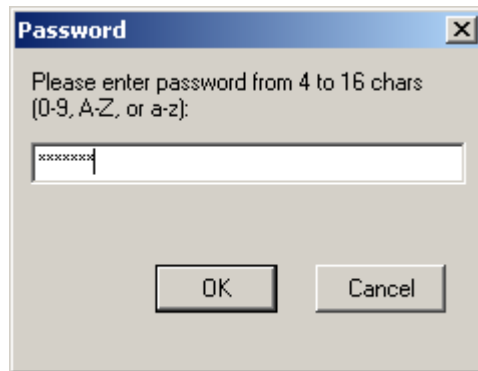 Password
Please enter password from 4 to 16 chars
(0-9, A-Z, or a-z):
*******
OK
Cancel